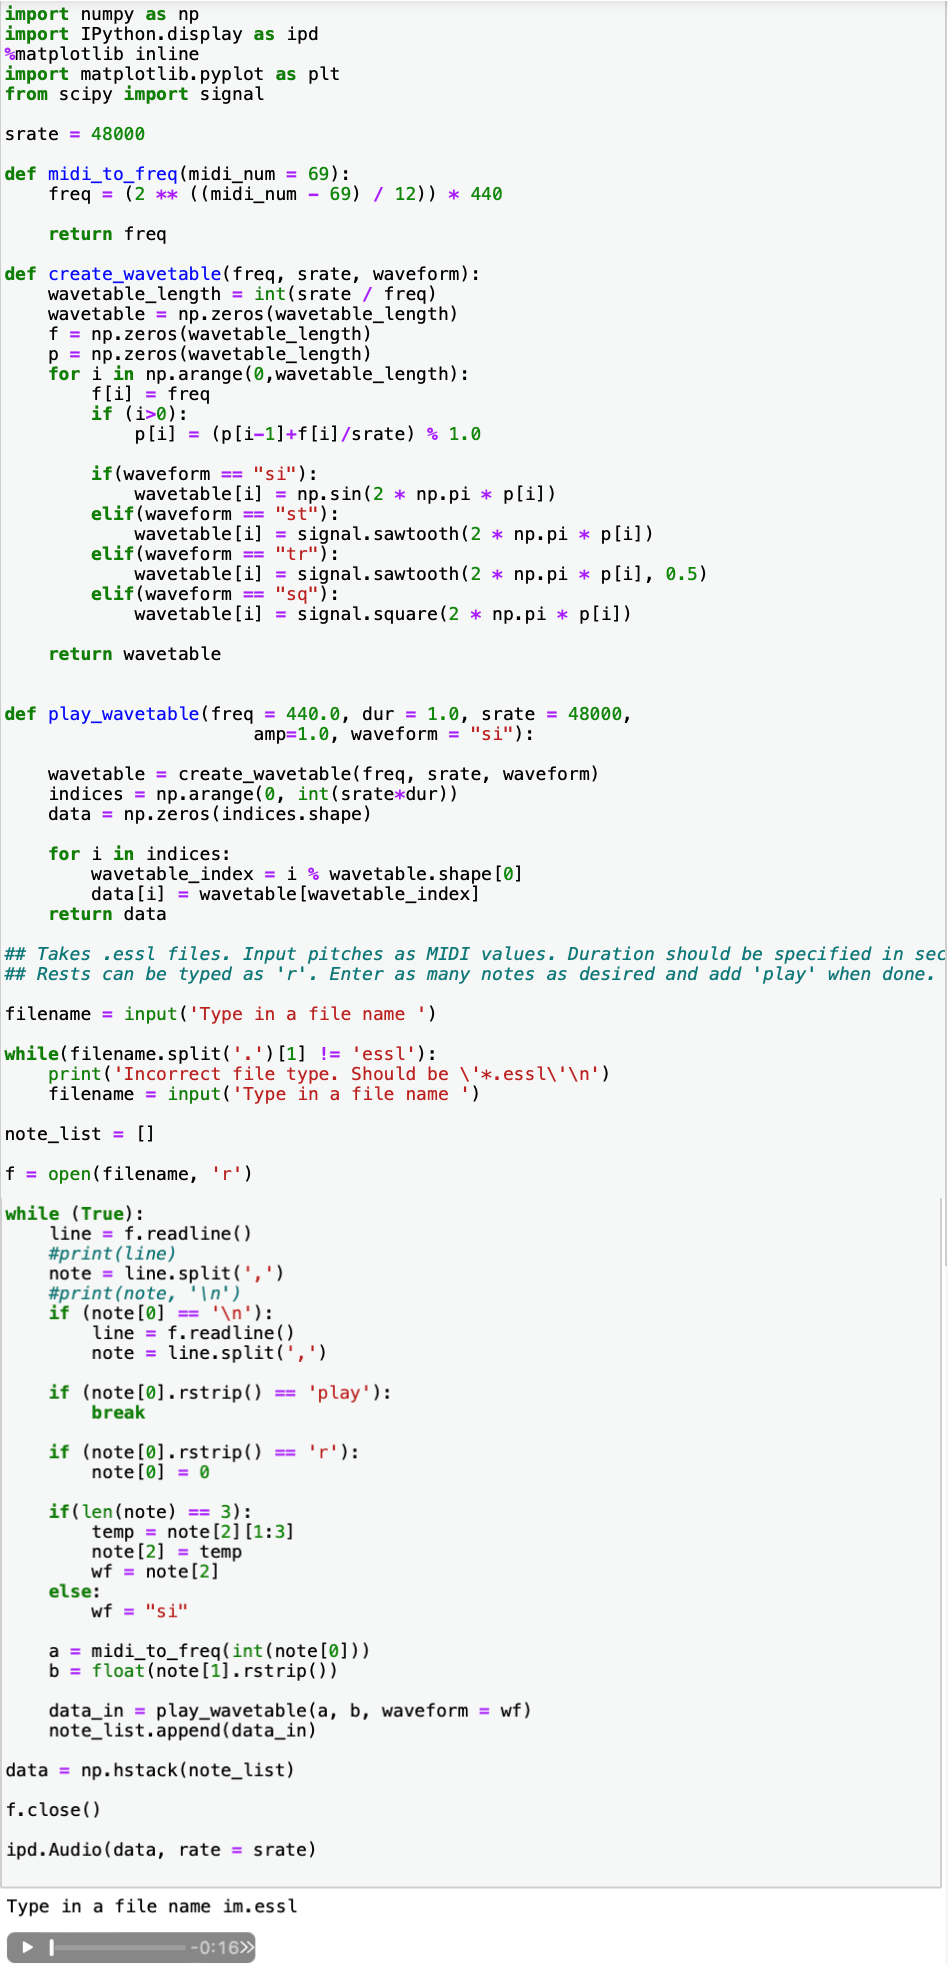 import numpy as np
import IPython.display as ipd
%matplotlib inline
import matplotlib.pyplot as plt
from scipy import signal

srate = 48000

def midi_to_freq(midi_num = 69):
    freq = (2 ** ((midi_num - 69) / 12)) * 440

    return freq

def create_wavetable(freq, srate, waveform):
    wavetable_length = int(srate / freq)
    wavetable = np.zeros(wavetable_length)
    f = np.zeros(wavetable_length)
    p = np.zeros(wavetable_length)
    for i in np.arange(0,wavetable_length):
        f[i] = freq
        if (i>0):
            p[i] = (p[i-1]+f[i]/srate) % 1.0

        if(waveform == "si"):
            wavetable[i] = np.sin(2 * np.pi * p[i])
        elif(waveform == "st"):
            wavetable[i] = signal.sawtooth(2 * np.pi * p[i])
        elif(waveform == "tr"):
            wavetable[i] = signal.sawtooth(2 * np.pi * p[i], 0.5)
        elif(waveform == "sq"):
            wavetable[i] = signal.square(2 * np.pi * p[i])

    return wavetable


def play_wavetable(freq = 440.0, dur = 1.0, srate = 48000,
                       amp=1.0, waveform = "si"):

    wavetable = create_wavetable(freq, srate, waveform)
    indices = np.arange(0, int(srate*dur))
    data = np.zeros(indices.shape)

    for i in indices:
        wavetable_index = i % wavetable.shape[0]
        data[i] = wavetable[wavetable_index]
    return data

## Takes .essl files. Input pitches as MIDI values. Duration should be specified in sec
## Rests can be typed as 'r'. Enter as many notes as desired and add 'play' when done.

filename = input('Type in a file name ')

while(filename.split('.')[1] != 'essl'):
    print('Incorrect file type. Should be \'*.essl\'\n')
    filename = input('Type in a file name ')

note_list = []

f = open(filename, 'r')

while (True):
    line = f.readline()
    #print(line)
    note = line.split(',')
    #print(note, '\n')
    if (note[0] == '\n'):
        line = f.readline()
        note = line.split(',')

    if (note[0].rstrip() == 'play'):
        break

    if (note[0].rstrip() == 'r'):
        note[0] = 0

    if(len(note) == 3):
        temp = note[2][1:3]
        note[2] = temp
        wf = note[2]
    else:
        wf = "si"

    a = midi_to_freq(int(note[0]))
    b = float(note[1].rstrip())

    data_in = play_wavetable(a, b, waveform = wf)
    note_list.append(data_in)

data = np.hstack(note_list)

f.close()

ipd.Audio(data, rate = srate)

Type in a file name im.essl
-0:16